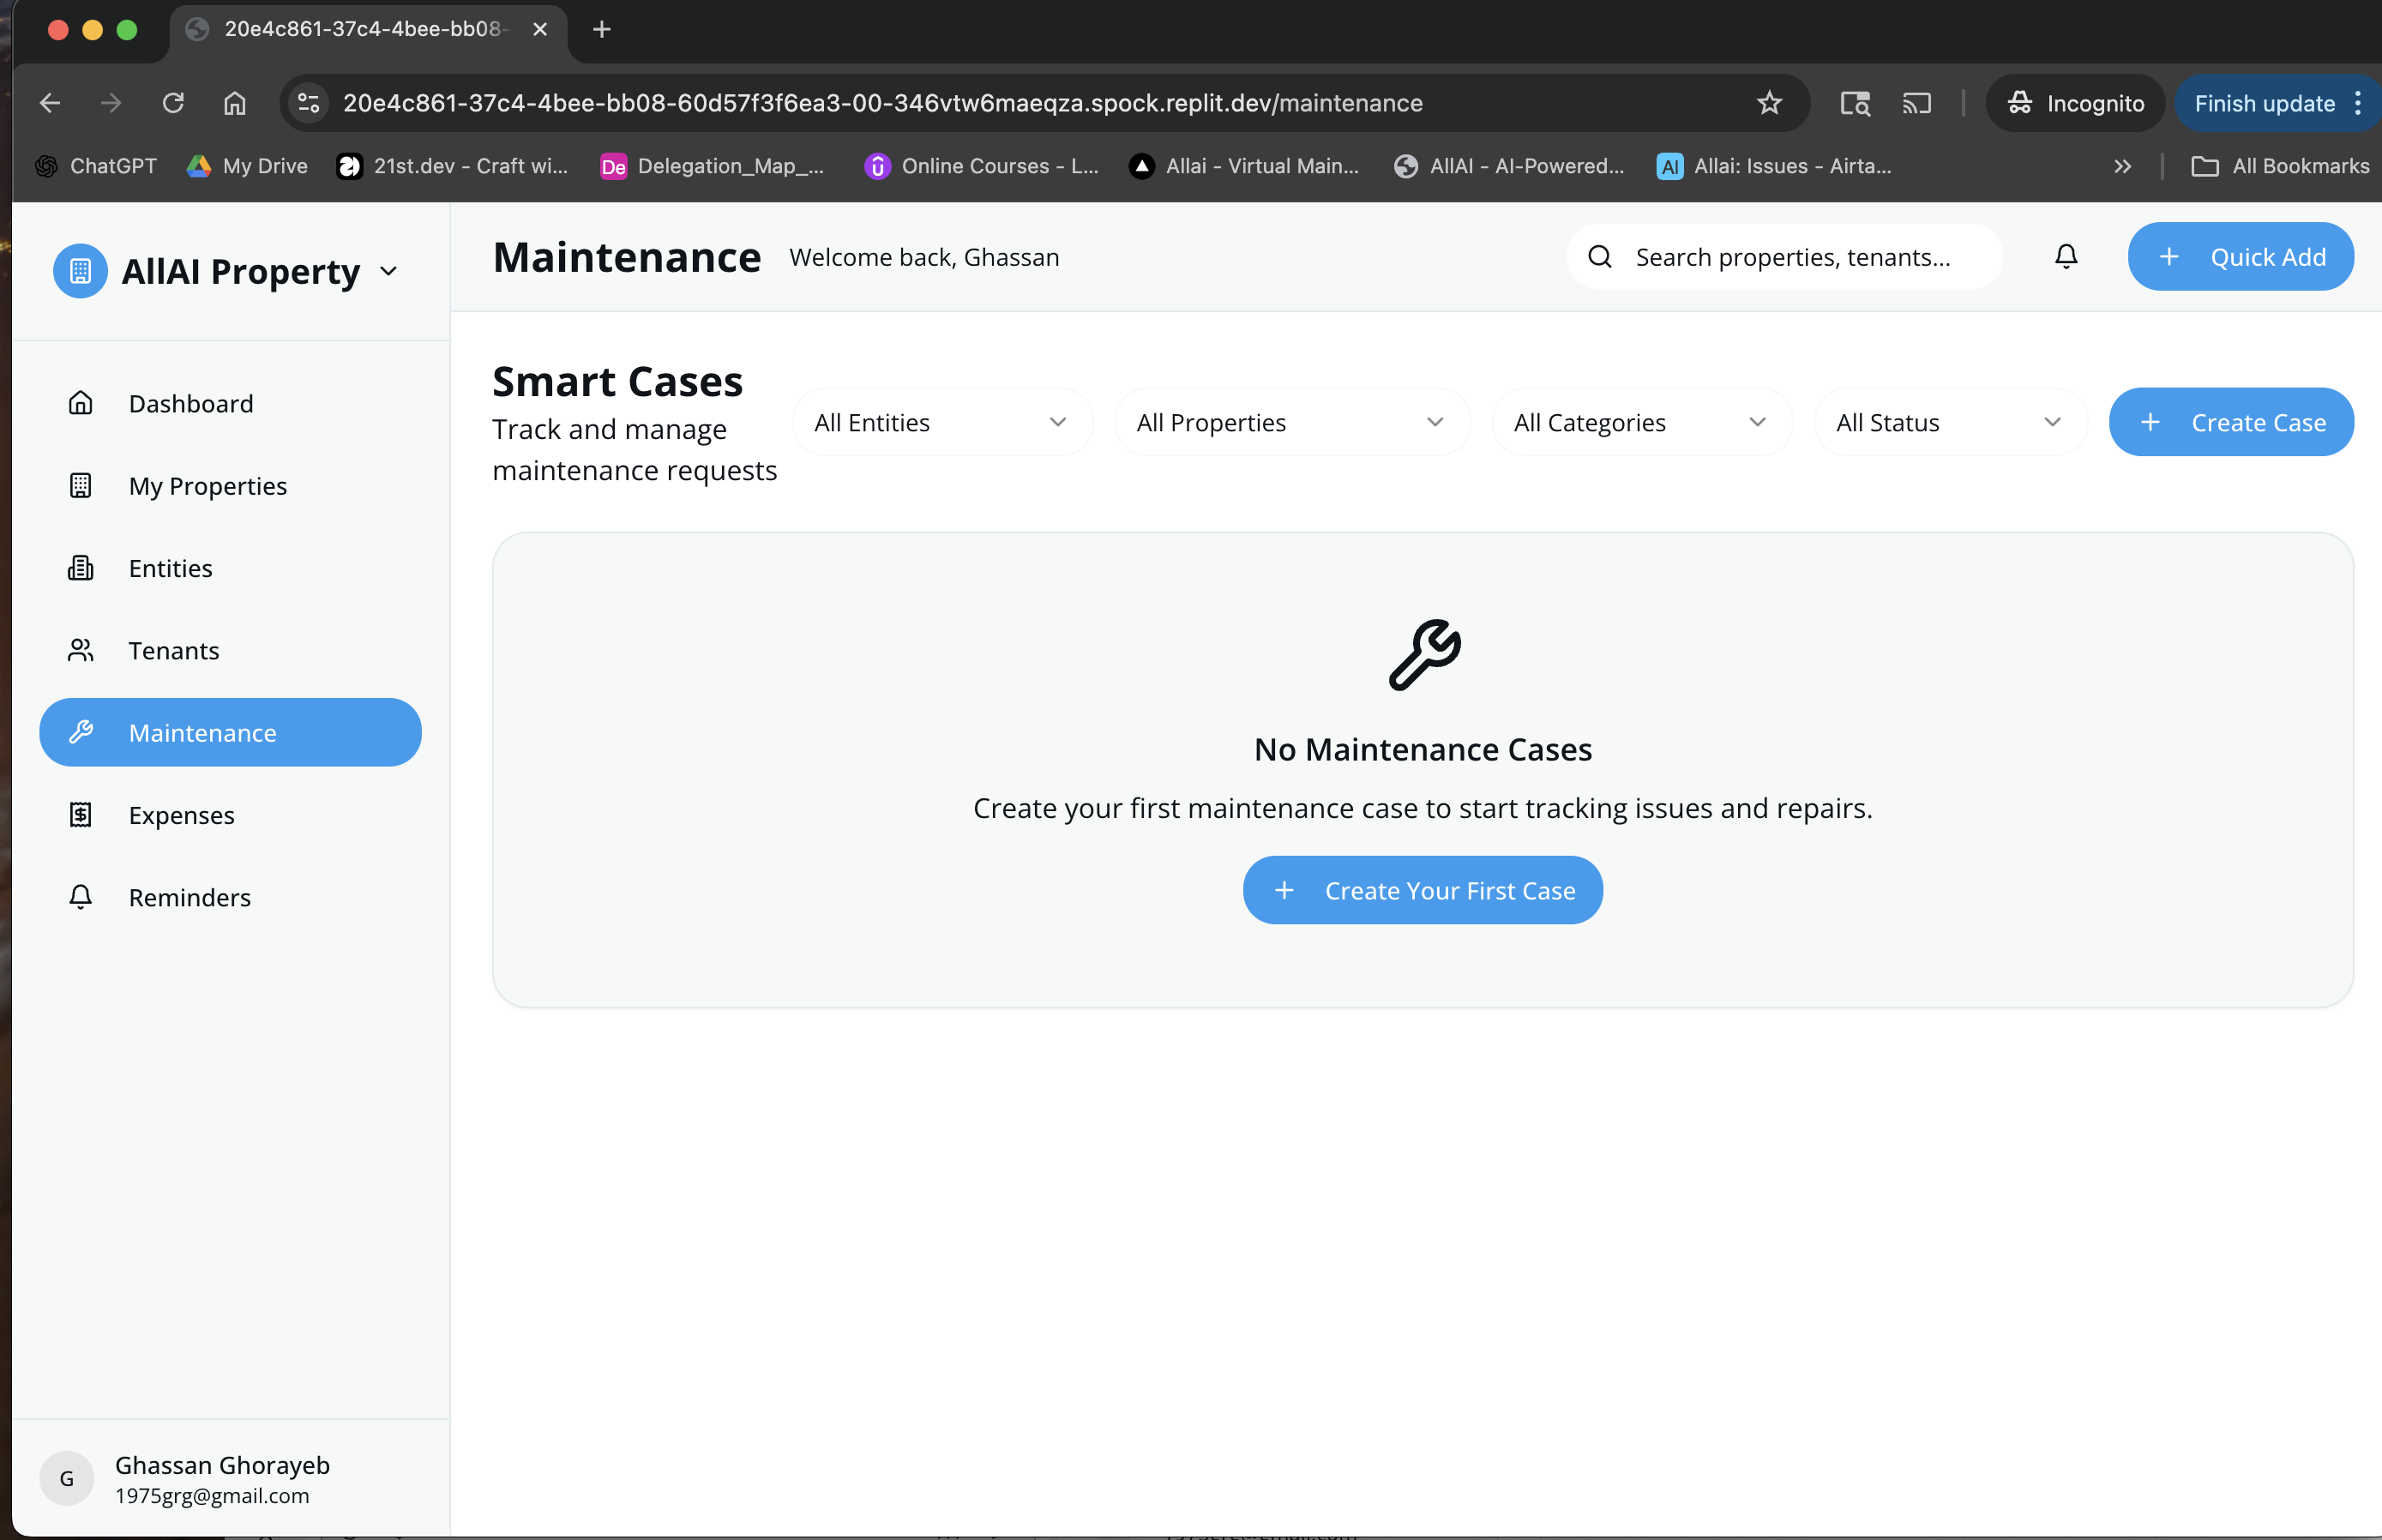 20e4c861-37c4-4bee-bb08-
20e4c861-37c4-4bee-bb08-60d57f3f6ea3-00-346vtw6maeqza.spock.replit.dev/maintenance
Incognito
Finish update
ChatGPT
My Drive
21st.dev - Craft wi...
De
Delegation_Map_...
Online Courses - L...
Allai - Virtual Main...
AllAI - AI-Powered...
AI
Allai: Issues - Airta...
All Bookmarks
AllAI Property
Maintenance
Welcome back, Ghassan
Search properties, tenants...
Quick Add
Dashboard
My Properties
Entities
Tenants
Maintenance
Expenses
Reminders
Smart Cases
Track and manage
maintenance requests
All Entities
All Properties
All Categories
All Status
Create Case
No Maintenance Cases
Create your first maintenance case to start tracking issues and repairs.
Create Your First Case
G
Ghassan Ghorayeb
1975grg@gmail.com